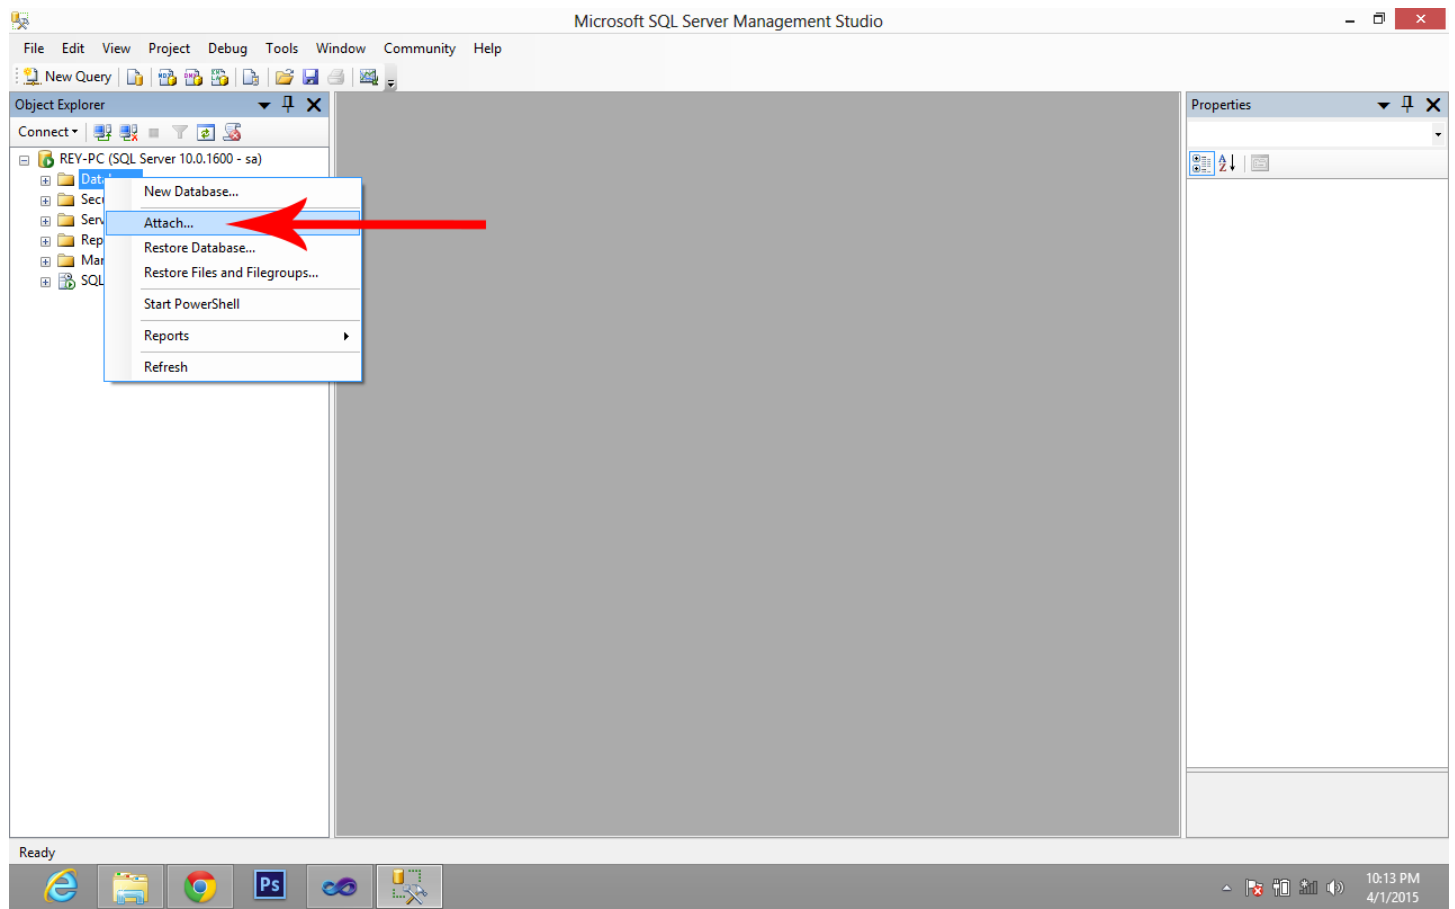 Microsoft SQL Server Management Studio
File Edit View Project Debug Tools Window Community Help
New Query
Object Explorer
Connect
REY-PC (SQL Server 10.0.1600 - sa)
New Database...
Attach...
Restore Database...
Restore Files and Filegroups...
Start PowerShell
Reports
Refresh
SQL
Properties
Ready
Ps
10:13 PM
4/1/2015